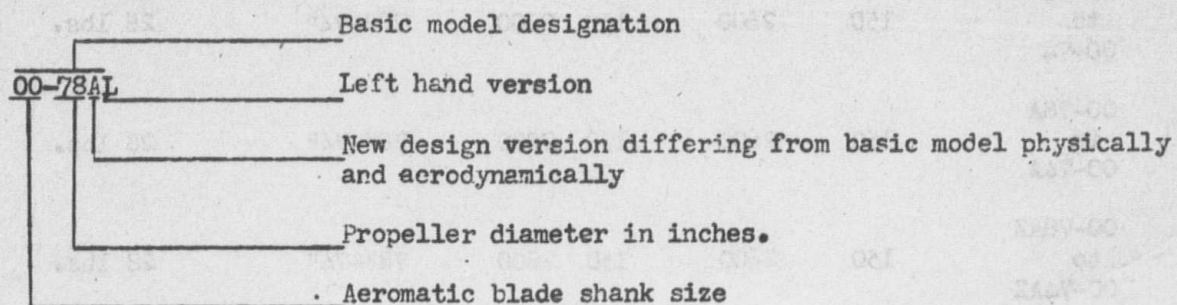 Basic model designation
00-78AL
Left hand version
New design version differing from basic model physically
and aerodynamically
Propeller diameter in inches.
Aeromatic blade shank size